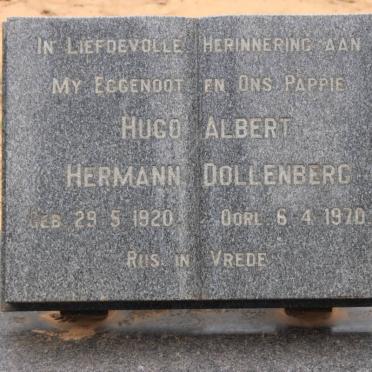 In Liefdevolle Herinnering aan
My Eggenoot en Ons Pappie
Hugo Albert
Hermann Dollenberg
Geb 29 5 1920 Oorl 6 4 1970
Rus in Vrede